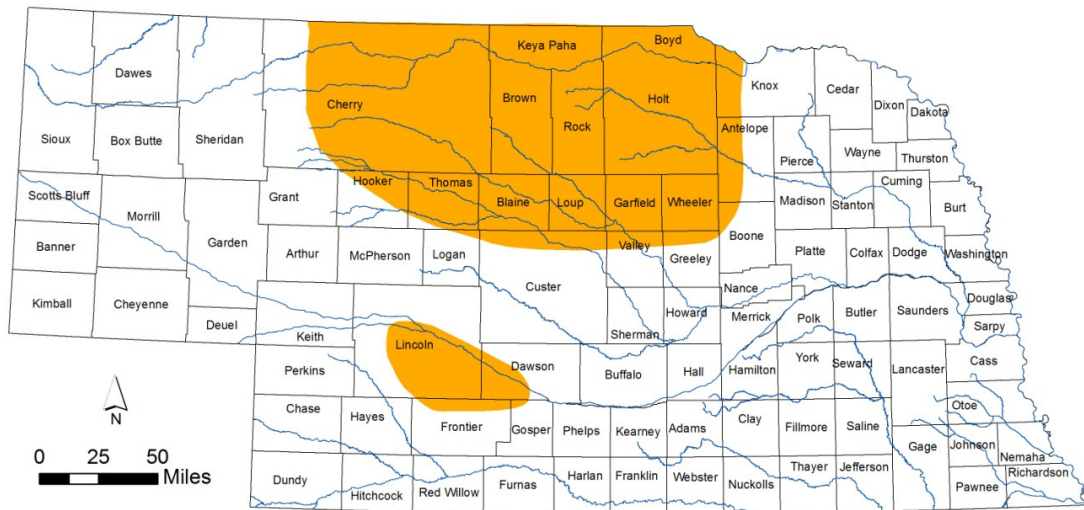 Boyd
Keya Paha
Dawes
Knox
Cedar
Cherry
Brown
Holt
Dixon
Dakota
Rock
Sioux
Box Butte
Sheridan
Antelope
Pierce
Wayne
Thurston
Hooker
Thomas
Cuming
Scotts Bluff
Grant
Blaine
Loup
Garfield
Wheeler
Madison
Stanton
Burt
Morrill
Banner
Garden
Arthur
McPherson
Logan
Valley
Greeley
Boone
Platte
Colfax
Dodge
Washington
Kimball
Cheyenne
Custer
Nance
Deuel
Keith
Sherman
Howard
Merrick
Polk
Butler
Saunders
Douglas
Sarpy
Lincoln
Perkins
Dawson
Buffalo
Hall
Hamilton
York
Seward
Lancaster
Cass
Otoe
Chase
Hayes
Frontier
Gosper
Phelps
Kearney
Adams
Clay
Fillmore
Saline
N
Gage
Johnson
Nemaha
0 25 50
Miles
Dundy
Hitchcock
Red Willow
Furnas
Harlan
Franklin
Webster
Nuckolls
Thayer
Jefferson
Pawnee
Richardson